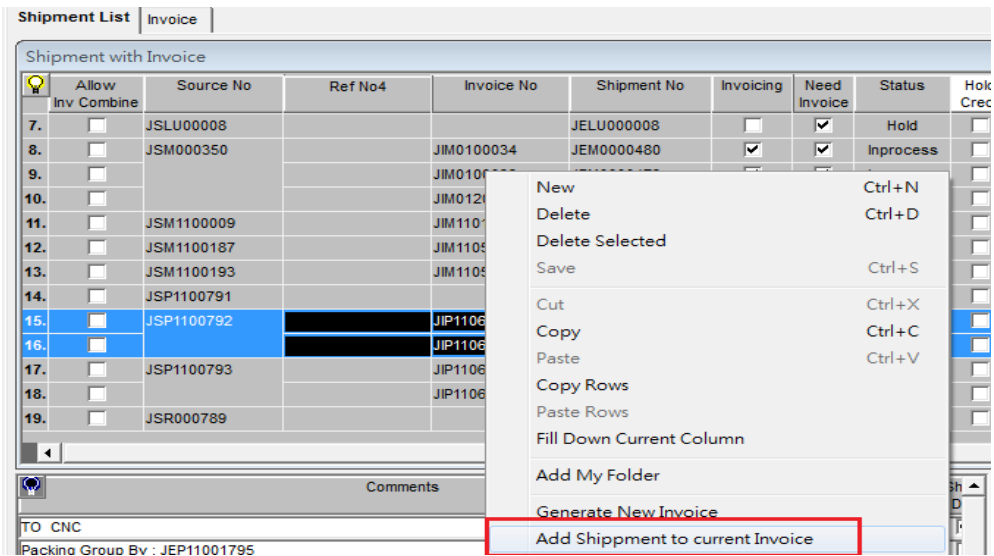 Shipment List Invoice
Shipment with Invoice
Allow Inv Combine Source No Ref No4 Invoice No Shipment No Invoicing Need Invoice Status
7. JSLU00008 JELU000008 Hold
8. JSM000350 JIM0100034 JEM0000480 Inprocess
9.
10.
11. JSM1100009
12. JSM1100187
13. JSM1100193
14. JSP1100791
15. JSP1100792
16.
17. JSP1100793
18.
19. JSR000789
New Ctrl+N
Delete Ctrl+D
Delete Selected
Save Ctrl+S
Cut Ctrl+X
Copy Ctrl+C
Paste Ctrl+V
Copy Rows
Paste Rows
Fill Down Current Column
Add My Folder
Generate New Invoice
Add Shippment to current Invoice
Comments
TO CNC
Packing Group By : JEP11001795